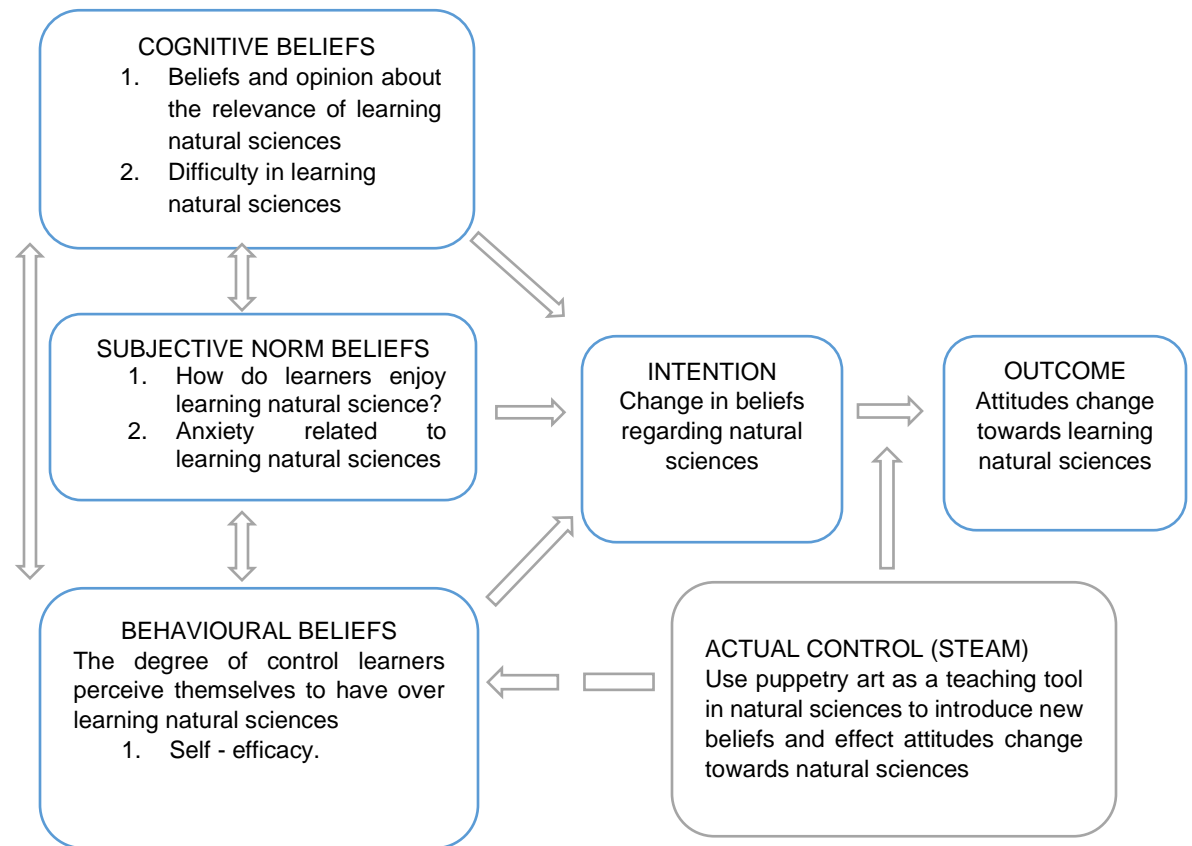 COGNITIVE BELIEFS
1. Beliefs and opinion about
the relevance of learning
natural sciences
2. Difficulty in learning
natural sciences
SUBJECTIVE NORM BELIEFS
1. How do learners enjoy
learning natural science?
2. Anxiety related to
learning natural sciences
INTENTION
Change in beliefs
regarding natural
sciences
OUTCOME
Attitudes change
towards learning
natural sciences
BEHAVIOURAL BELIEFS
The degree of control learners
perceive themselves to have over
learning natural sciences
1. Self - efficacy.
ACTUAL CONTROL (STEAM)
Use puppetry art as a teaching tool
in natural sciences to introduce new
beliefs and effect attitudes change
towards natural sciences